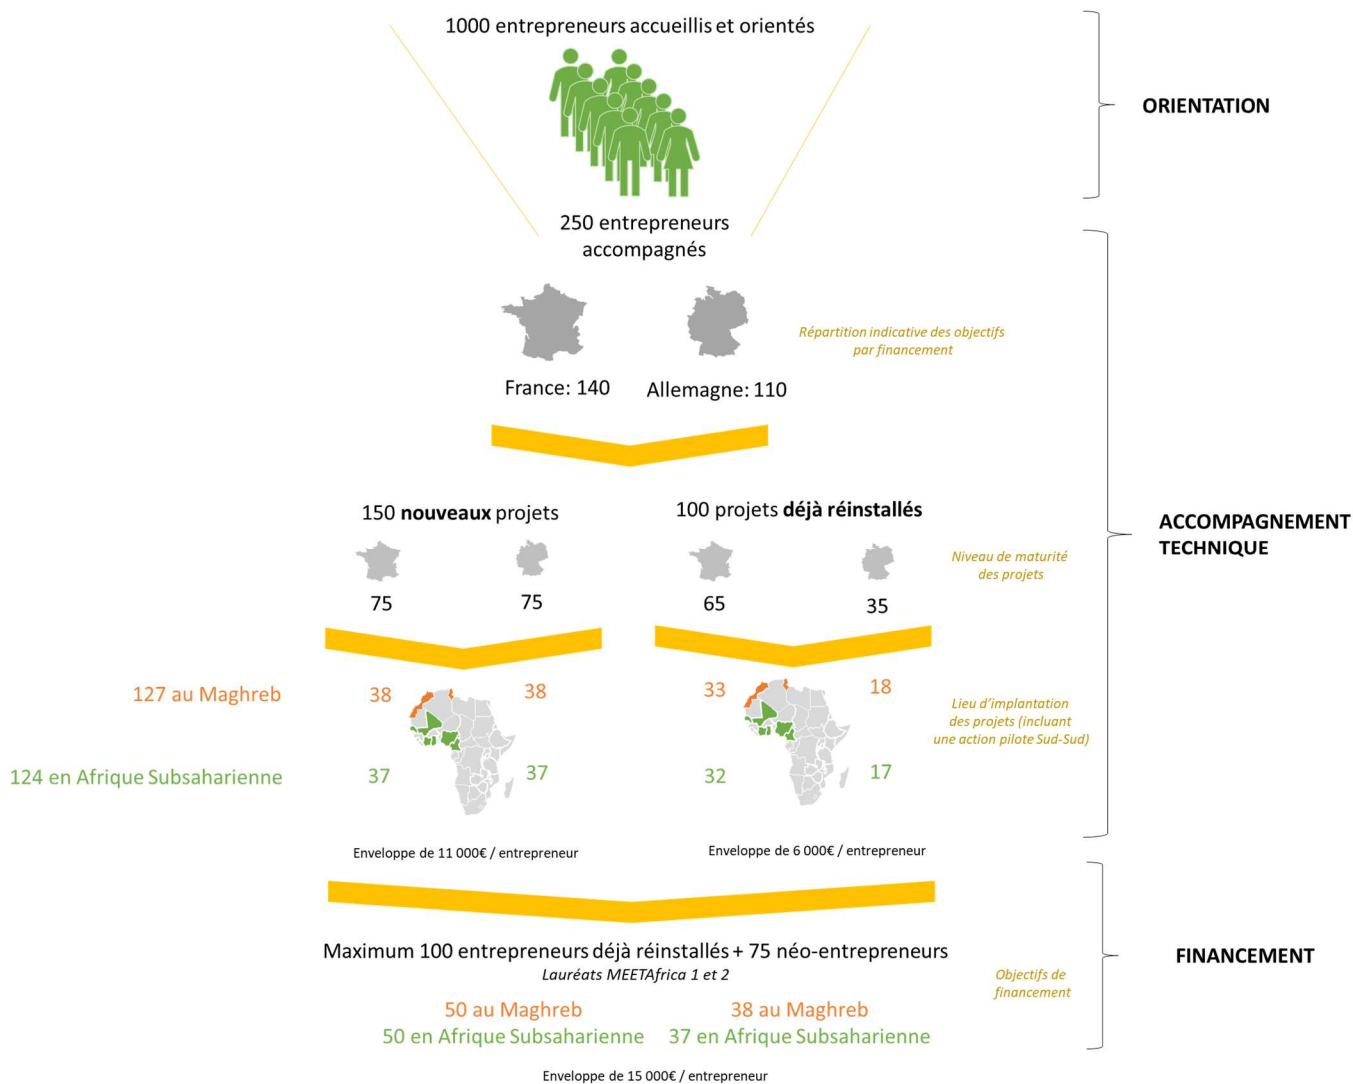 1000 entrepreneurs accueillis et orientés
ORIENTATION
250 entrepreneurs
accompagnés
Répartition indicative des objectifs
par financement
France: 140
Allemagne: 110
150 nouveaux projets
100 projets déjà réinstallés
ACCOMPAGNEMENT
TECHNIQUE
Niveau de maturité
des projets
75
75
65
35
127 au Maghreb
38
38
33
18
Lieu d'implantation
des projets (incluant
une action pilote Sud-Sud)
124 en Afrique Subsaharienne
37
37
32
17
Enveloppe de 11 000€ / entrepreneur
Enveloppe de 6 000€ / entrepreneur
Maximum 100 entrepreneurs déjà réinstallés + 75 néo-entrepreneurs
Lauréats MEETAfrica 1 et 2
FINANCEMENT
Objectifs de
financement
50 au Maghreb
38 au Maghreb
50 en Afrique Subsaharienne
37 en Afrique Subsaharienne
Enveloppe de 15 000€ / entrepreneur